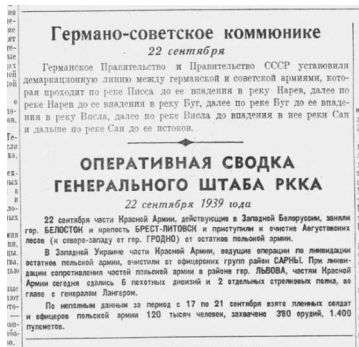 Германо-советское коммюнике
22 сентября
Германское Правительство и Правительство СССР установили
демаркационную линию между германской и советской армиями, кото-
рая проходит по реке Писса до ее впадения в реку Нарев, далее по
реке Нарев до ее впадения в реку Буг, далее по реке Буг до ее впаде-
ния в реку Висла, далее по реке Висла до впадения в нее реки Сан
и дальше по реке Сан до ее истоков.
ОПЕРАТИВНАЯ СВОДКА
ГЕНЕРАЛЬНОГО ШТАБА РККА
22 сентября 1939 года
22 сентября части Красной Армии, действующие в Западной Белоруссии, заняли
гор. БЕЛОСТОК и крепость БРЕСТ-ЛИТОВСК и приступили к очистке Августовских
лесов (к северо-западу от гор. ГРОДНО) от остатков польской армии.
В Западной Украине части Красной Армии, ведущие операции по ликвидации
остатков польской армии, очистили от офицерских групп район САРНЫ. При ликви-
дации сопротивления частей польской армии в районе гор. ЛЬВОВА, частям Красной
Армии сегодня сдались 6 пехотных дивизий и 2 отдельных стрелковых полка, во
главе с генералом Лангером.
По неполным данным за период с 17 по 21 сентября взято пленных солдат
и офицеров польской армии 120 тысяч человек, захвачено 380 орудий, 1.400
пулеметов.